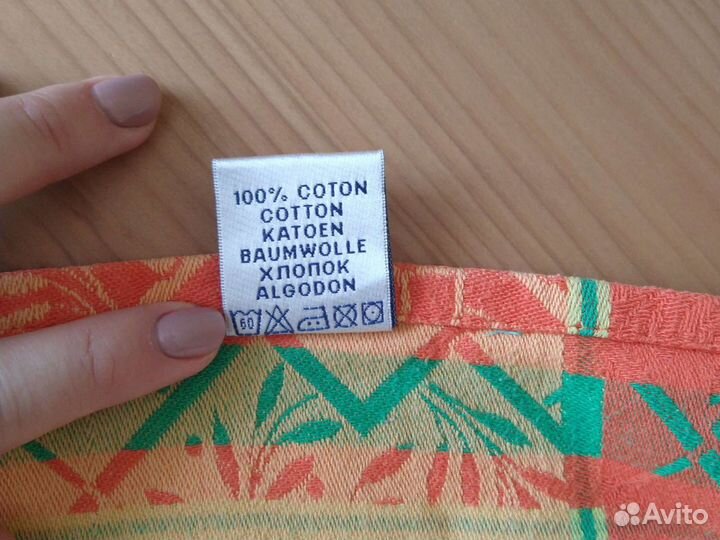 100% COTON
COTTON
KATOEN
BAUMWOLLE
ХЛОПОК
ALGODON
60
Avito